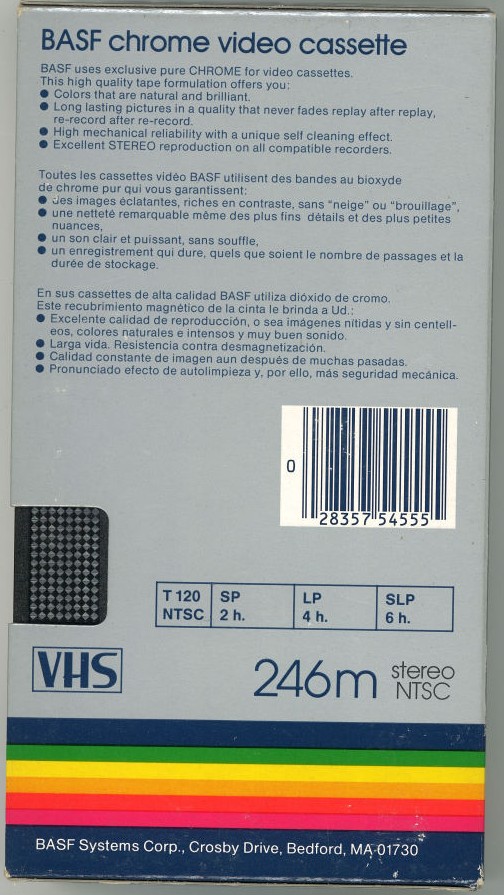 BASF chrome video cassette
BASF uses exclusive pure CHROME for video cassettes.
This high quality tape formulation offers you:
● Colors that are natural and brilliant.
● Long lasting pictures in a quality that never fades replay after replay,
re-record after re-record.
● High mechanical reliability with a unique self cleaning effect.
● Excellent STEREO reproduction on all compatible recorders.
Toutes les cassettes vidéo BASF utilisent des bandes au bioxyde
de chrome pur qui vous garantissent:
● des images éclatantes, riches en contraste, sans "neige" ou "brouillage",
● une netteté remarquable même des plus fins détails et des plus petites
nuances,
● un son clair et puissant, sans souffle,
● un enregistrement qui dure, quels que soient le nombre de passages et la
durée de stockage.
En sus cassettes de alta calidad BASF utiliza dióxido de cromo.
Este recubrimiento magnético de la cinta le brinda a Ud.:
● Excelente calidad de reproducción, o sea imágenes nítidas y sin centell-
eos, colores naturales e intensos y muy buen sonido.
● Larga vida. Resistencia contra desmagnetización.
● Calidad constante de imagen aun después de muchas pasadas.
● Pronunciado efecto de autolimpieza y, por ello, más seguridad mecánica.
0 28357 54555
T 120 SP LP SLP
NTSC 2 h. 4 h. 6 h.
VHS 246m stereo
NTSC
BASF Systems Corp., Crosby Drive, Bedford, MA 01730